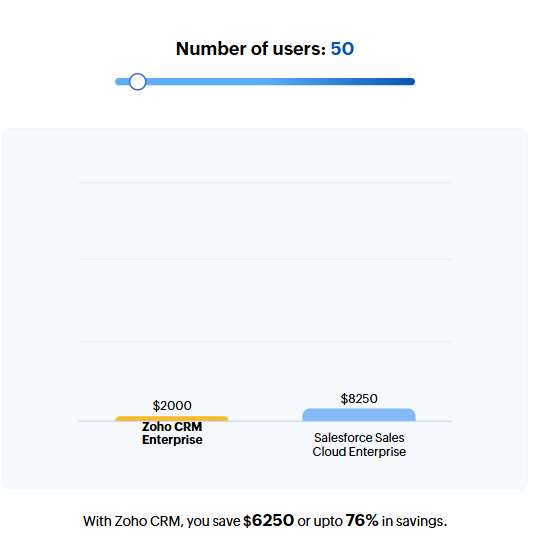 Number of users: 50
$2000
Zoho CRM
Enterprise
$8250
Salesforce Sales
Cloud Enterprise
With Zoho CRM, you save $6250 or upto 76% in savings.